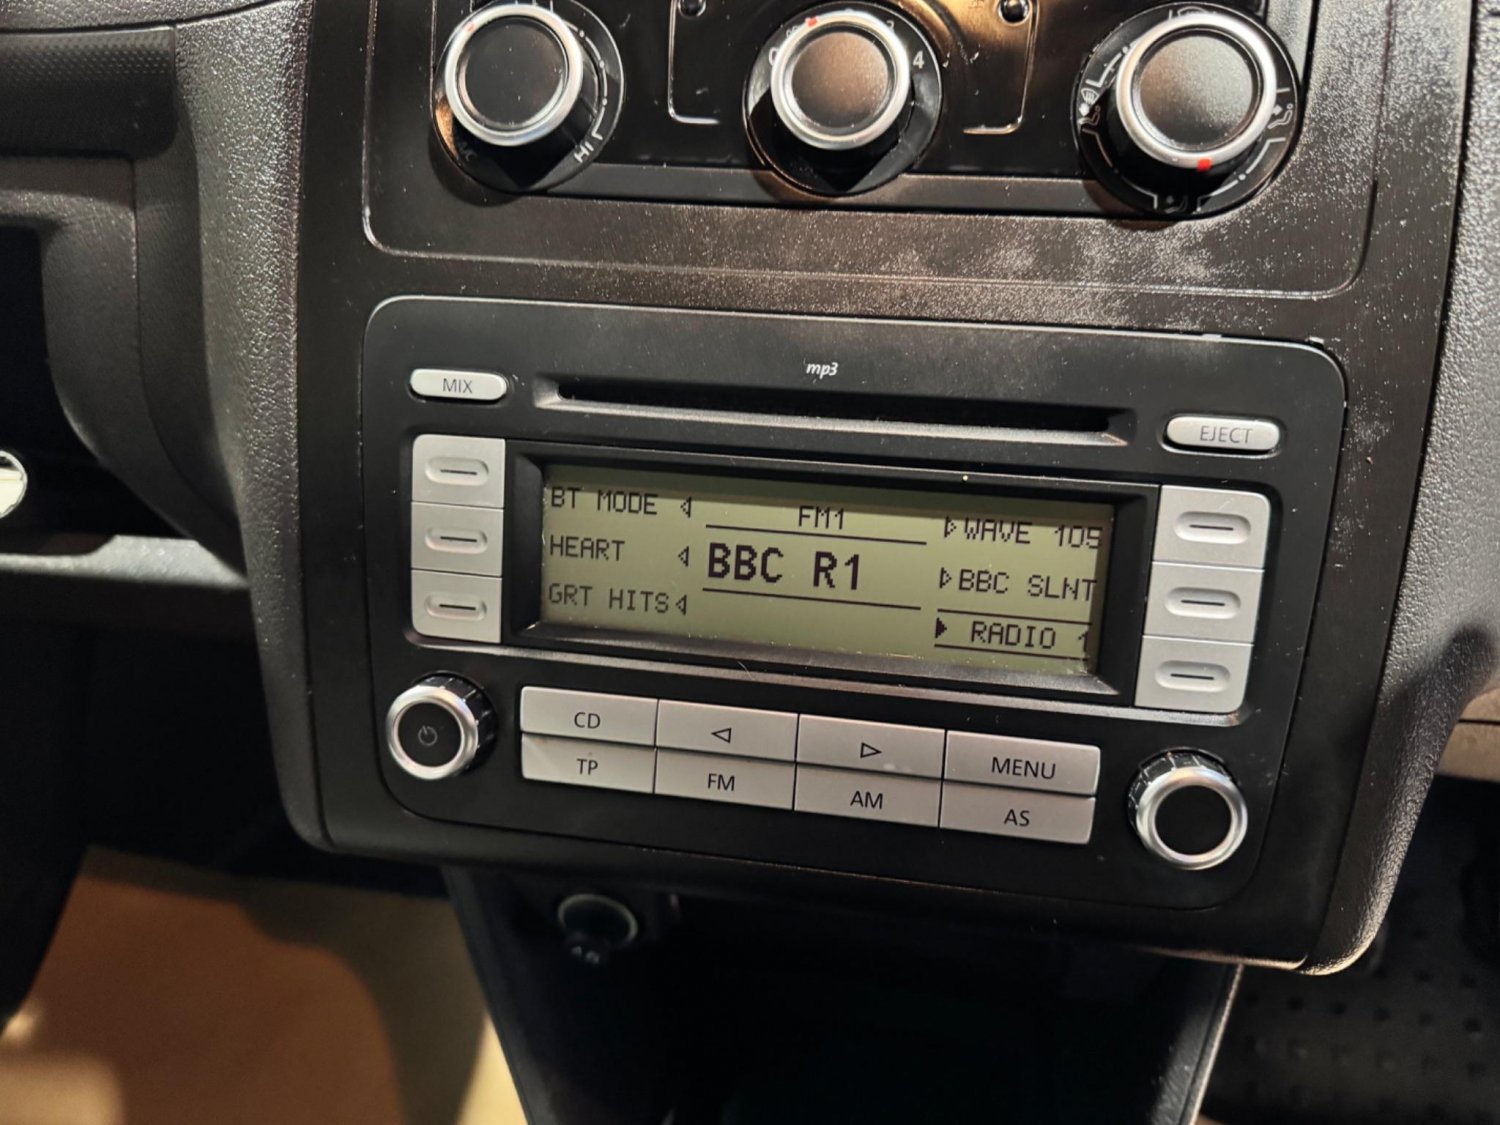 4
HI
mp3
MIX
EJECT
BT MODE
FM1
WAVE 105
HEART
BBC R1
BBC SLNT
GRT HITS
RADIO 1
CD
MENU
TP
FM
AM
AS